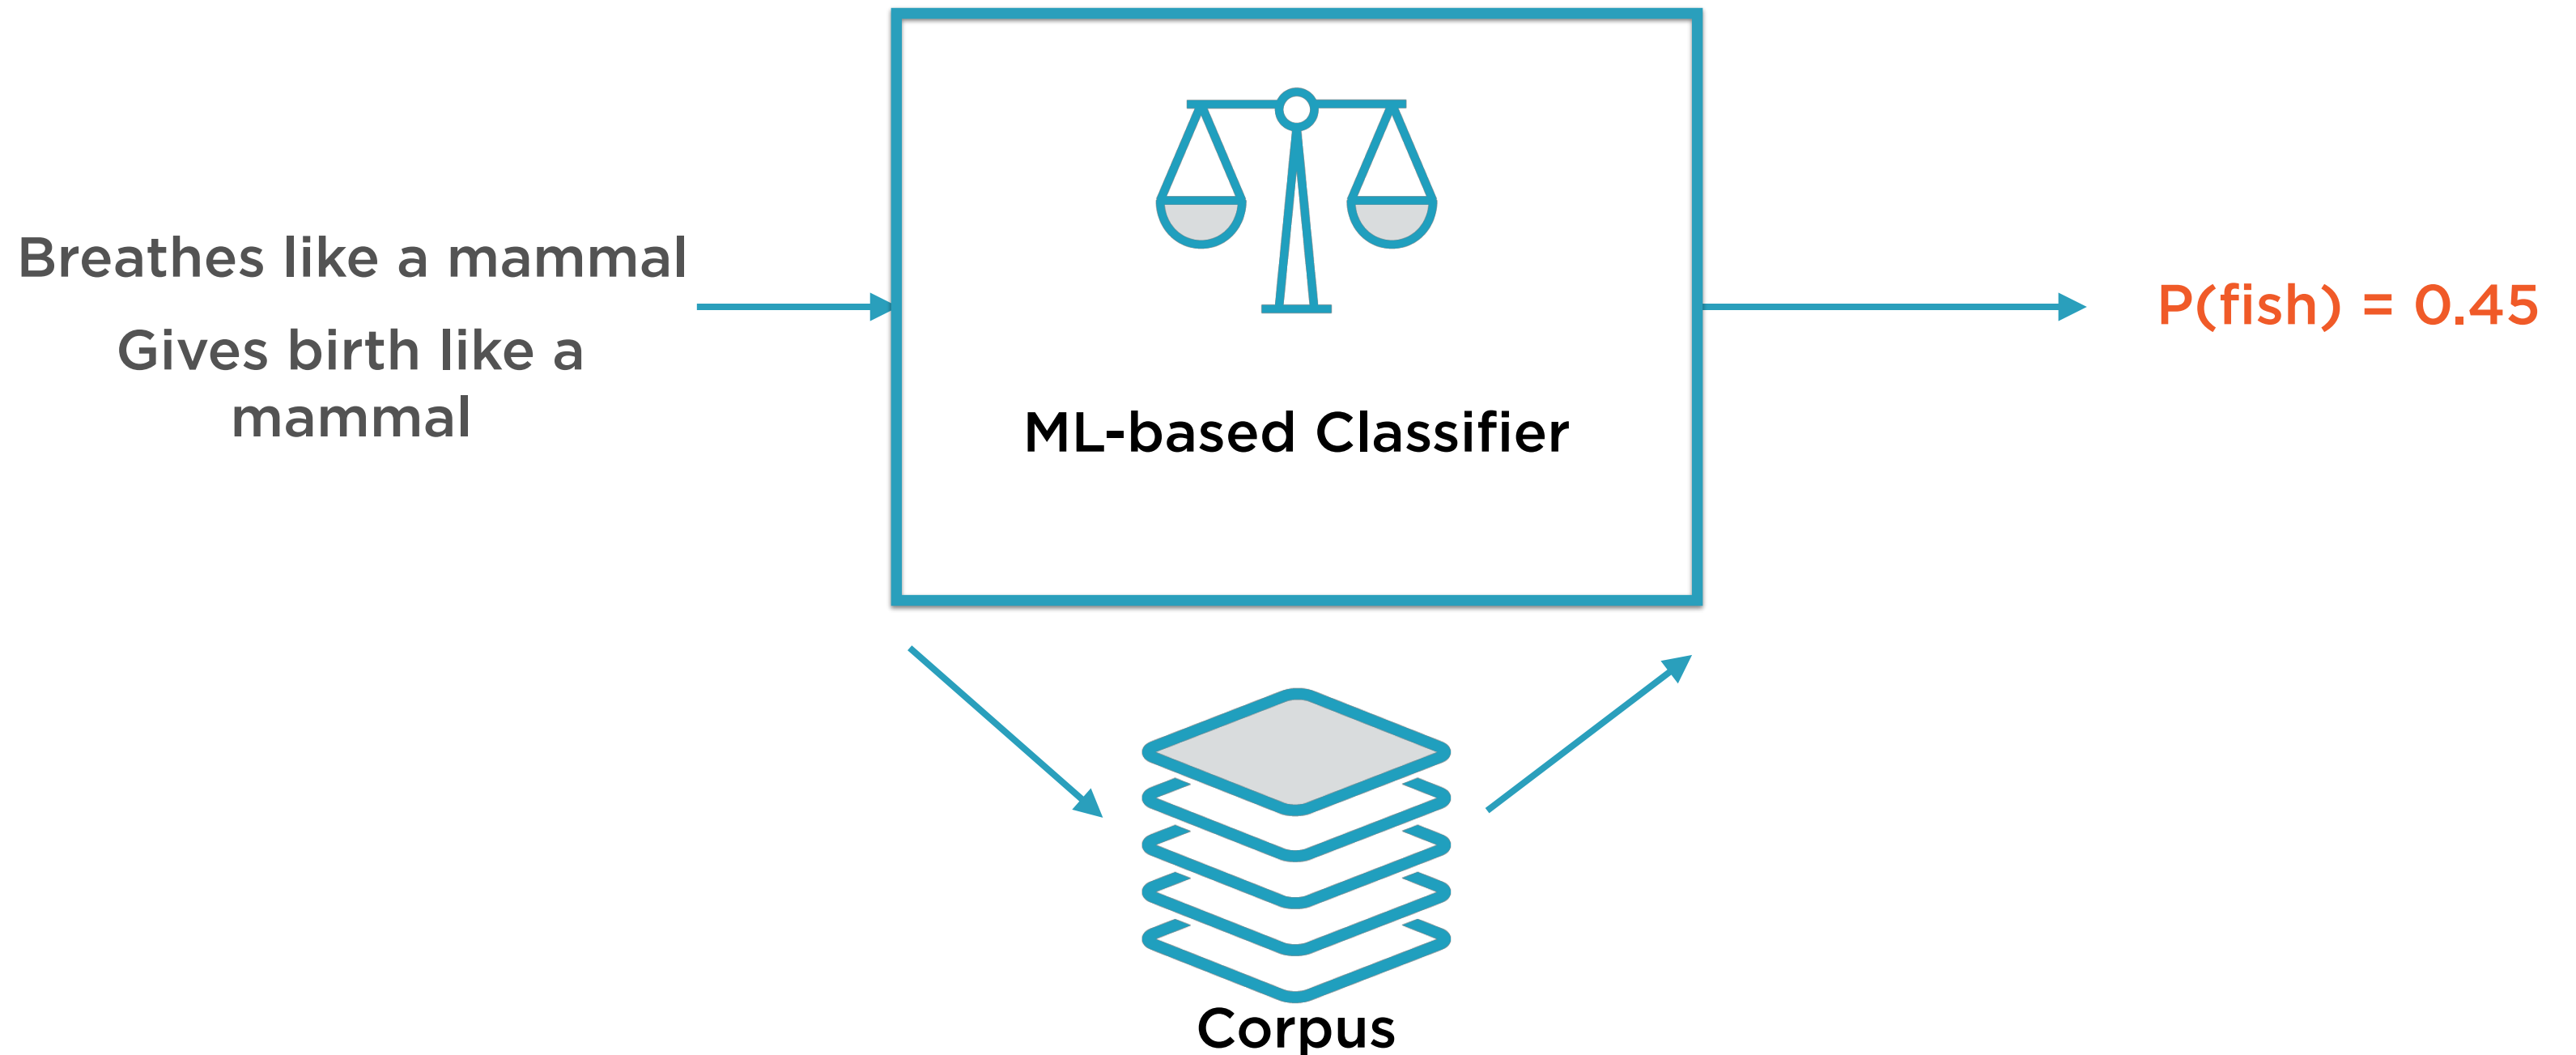 Breathes like a mammal
Gives birth like a
mammal
ML-based Classifier
P(fish) = 0.45
Corpus